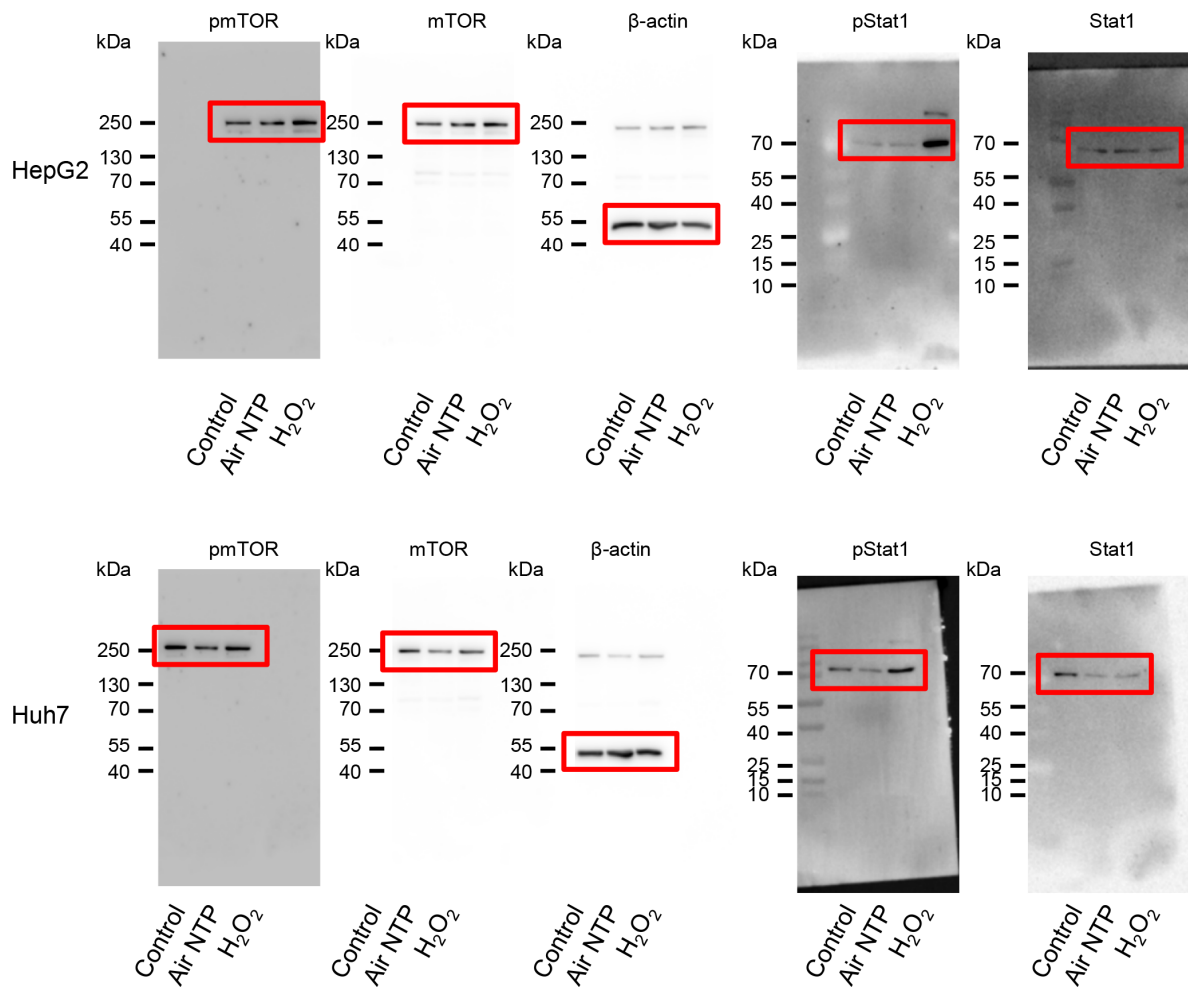 pmTOR mTOR β-actin pStat1 Stat1
kDa kDa kDa kDa kDa
HepG2
250 250 250
130 130 130
70 70 70
55 55 55
40 40 40
70 70
55 55
40 40
25 25
15 15
10 10
Control Air NTP H₂O₂ Control Air NTP H₂O₂ Control Air NTP H₂O₂ Control Air NTP H₂O₂ Control Air NTP H₂O₂
pmTOR mTOR β-actin pStat1 Stat1
kDa kDa kDa kDa kDa
Huh7
250 250 250
130 130 130
70 70 70
55 55 55
40 40 40
70 70
55 55
40 40
25 25
15 15
10 10
Control Air NTP H₂O₂ Control Air NTP H₂O₂ Control Air NTP H₂O₂ Control Air NTP H₂O₂ Control Air NTP H₂O₂